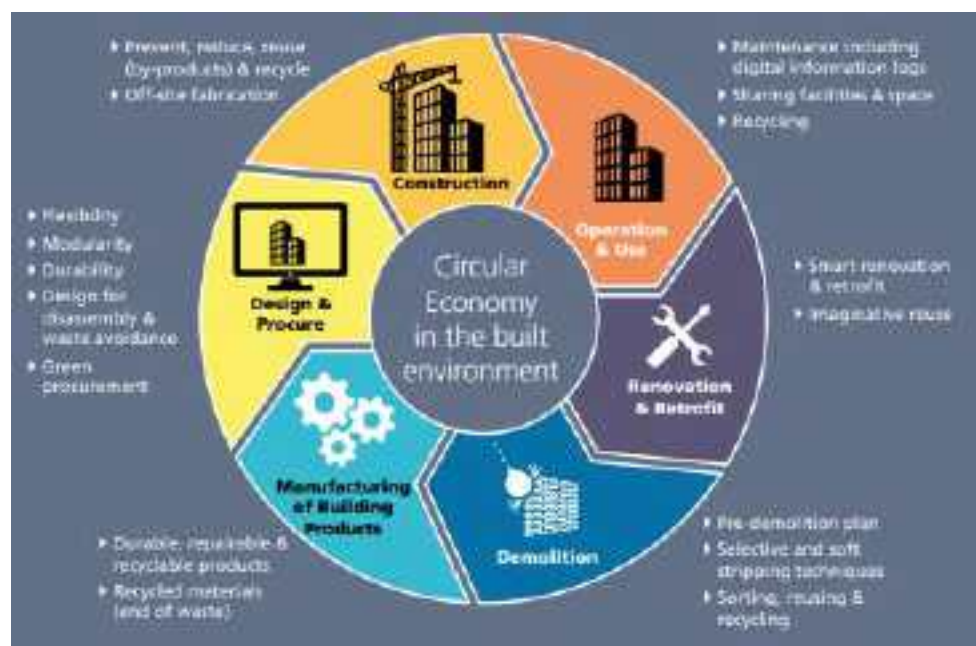 Prevent, reduce, reuse
(by-products) & recycle
Off-site fabrication
Construction
Maintenance including
digital information logs
Sharing facilities & space
Recycling
Operation
& Use
Smart renovation
& retrofit
Imaginative reuse
Renovation
& Retrofit
Pre-demolition plan
Selective and soft
stripping techniques
Sorting, reusing &
recycling
Demolition
Manufacturing
of Building
Products
Durable, repairable &
recyclable products
Recycled materials
(end of waste)
Design &
Procure
Flexibility
Modularity
Durability
Design for
disassembly &
waste avoidance
Green
procurement
Circular
Economy
in the built
environment